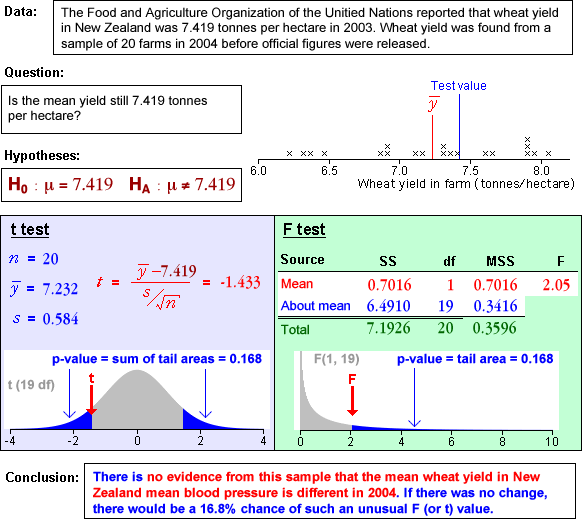 Data:
The Food and Agriculture Organization of the Unitied Nations reported that wheat yield
in New Zealand was 7.419 tonnes per hectare in 2003. Wheat yield was found from a
sample of 20 farms in 2004 before official figures were released.
Question:
Is the mean yield still 7.419 tonnes
per hectare?
Hypotheses:
H₀ : μ = 7.419 H_A : μ ≠ 7.419
Test value
ȳ
6.0 6.5 7.0 7.5 8.0
Wheat yield in farm (tonnes/hectare)
t test
n = 20
ȳ = 7.232
s = 0.584
t = (ȳ − 7.419) / (s/√n) = -1.433
p-value = sum of tail areas = 0.168
t (19 df)
t
-4 -2 0 2 4
F test
Source SS df MSS F
Mean 0.7016 1 0.7016 2.05
About mean 6.4910 19 0.3416
Total 7.1926 20 0.3596
F(1, 19)
p-value = tail area = 0.168
F
0 2 4 6 8 10
Conclusion:
There is no evidence from this sample that the mean wheat yield in New
Zealand mean blood pressure is different in 2004. If there was no change,
there would be a 16.8% chance of such an unusual F (or t) value.